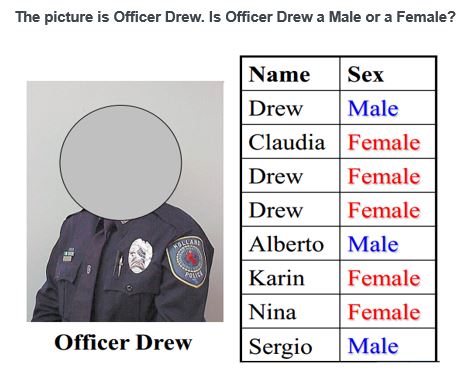 The picture is Officer Drew. Is Officer Drew a Male or a Female?
Name Sex
Drew Male
Claudia Female
Drew Female
Drew Female
Alberto Male
Karin Female
Nina Female
Sergio Male
HOLLAND
POLICE
Officer Drew